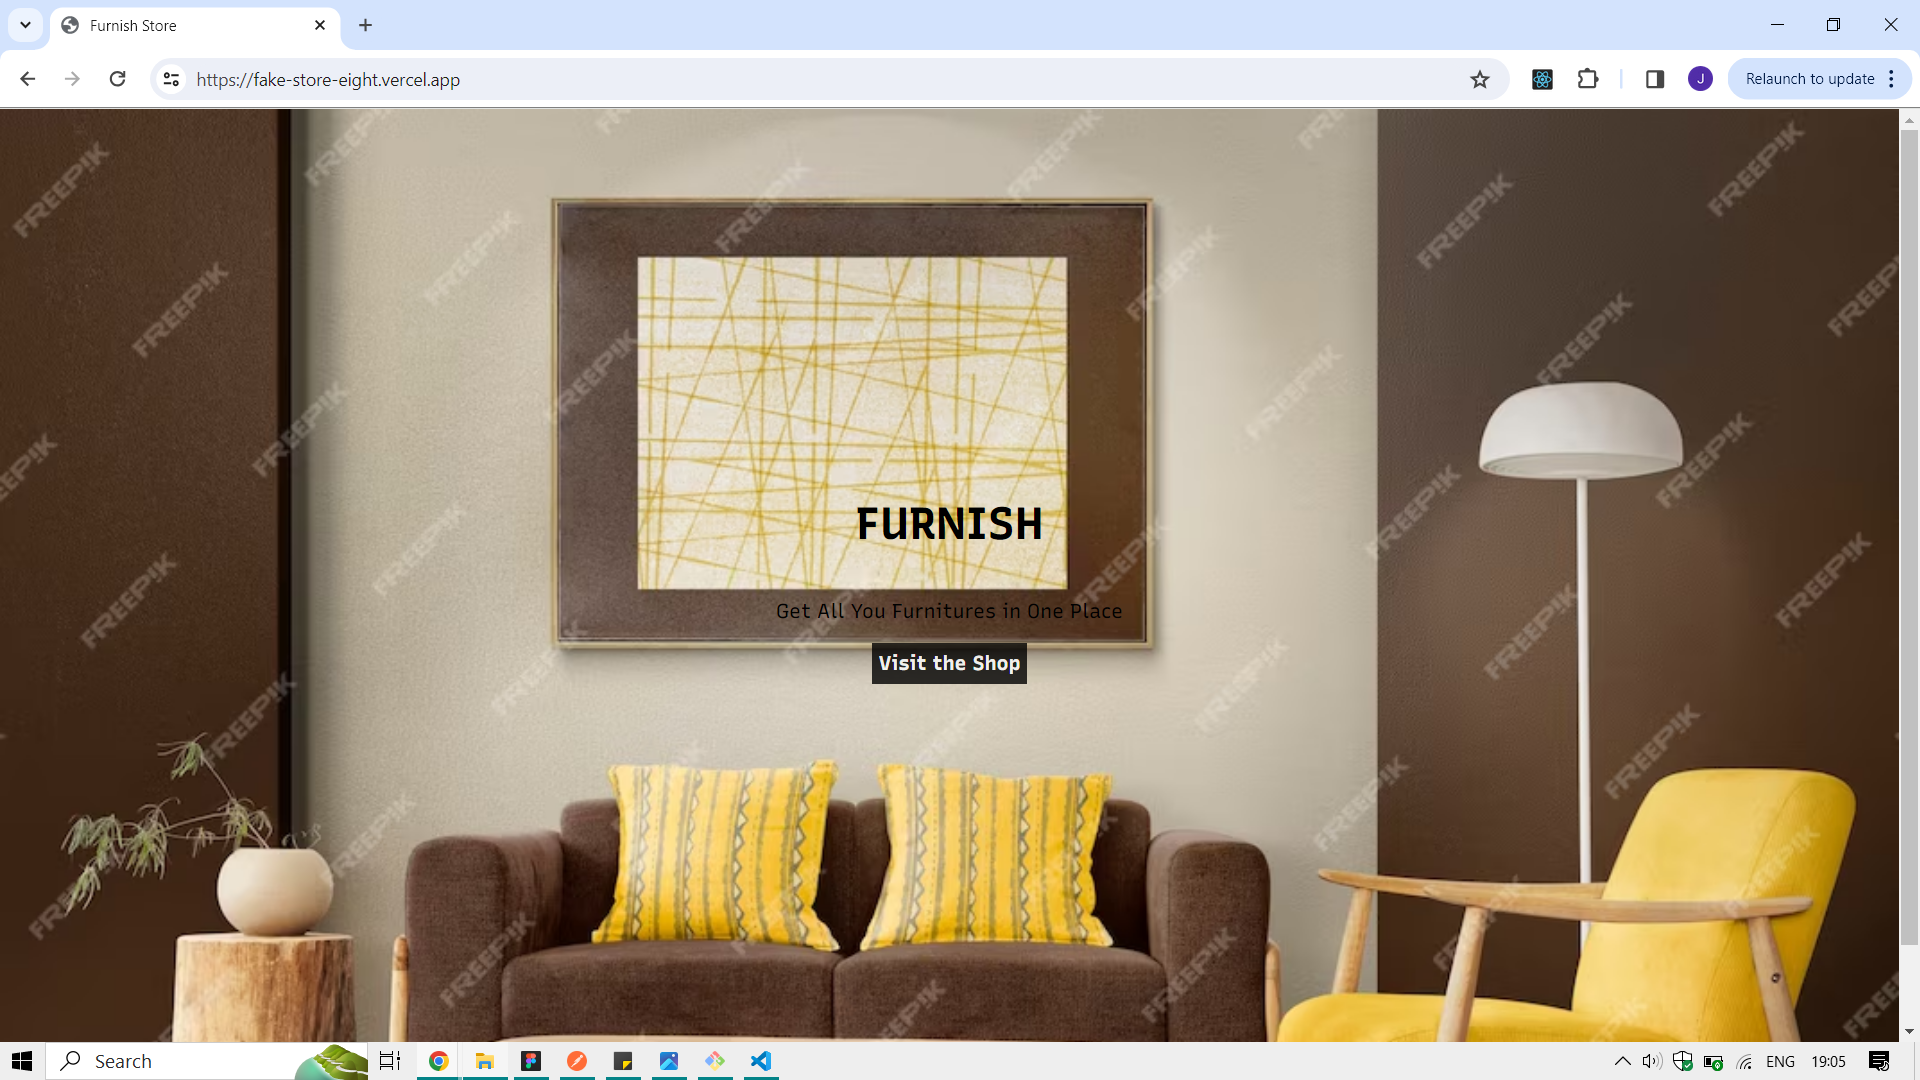 Furnish Store
https://fake-store-eight.vercel.app
J
Relaunch to update
FREEPIK
FURNISH
Get All You Furnitures in One Place
Visit the Shop
Search
ENG
19:05